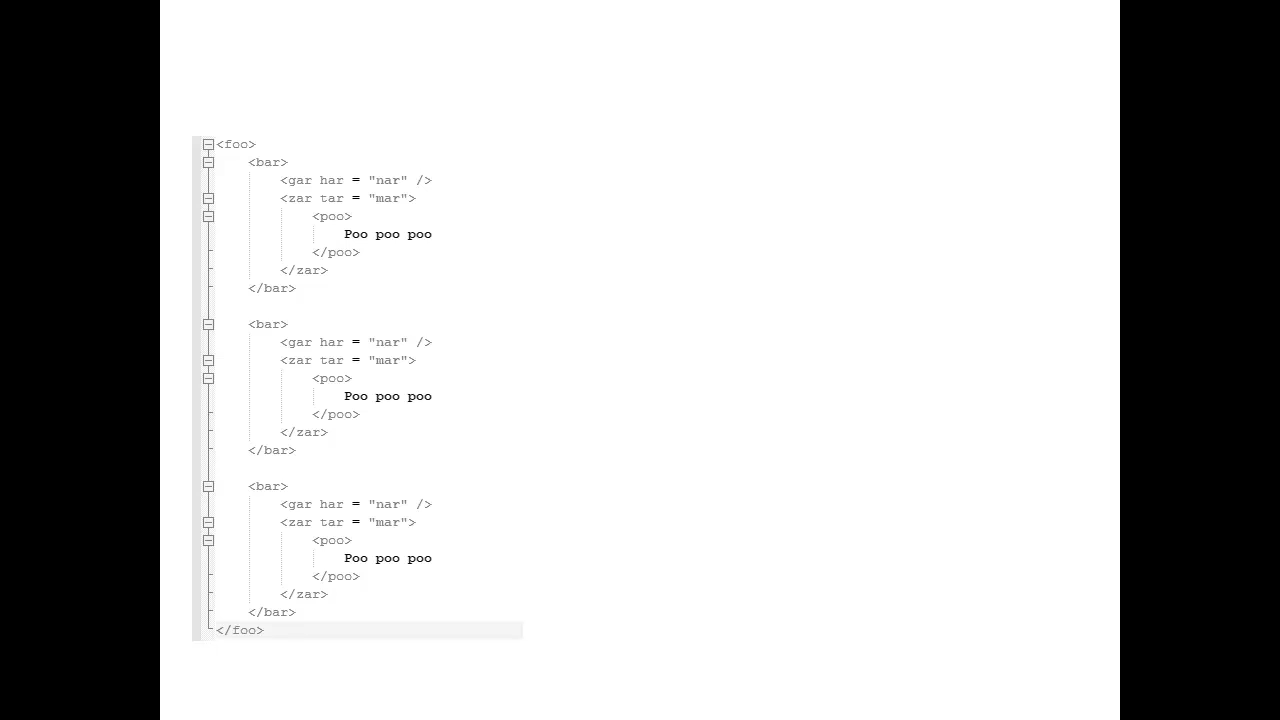 <foo>
<bar>
<gar har = "nar" />
<zar tar = "mar">
<poo>
Poo poo poo
</poo>
</zar>
</bar>
<bar>
<gar har = "nar" />
<zar tar = "mar">
<poo>
Poo poo poo
</poo>
</zar>
</bar>
<bar>
<gar har = "nar" />
<zar tar = "mar">
<poo>
Poo poo poo
</poo>
</zar>
</bar>
</foo>